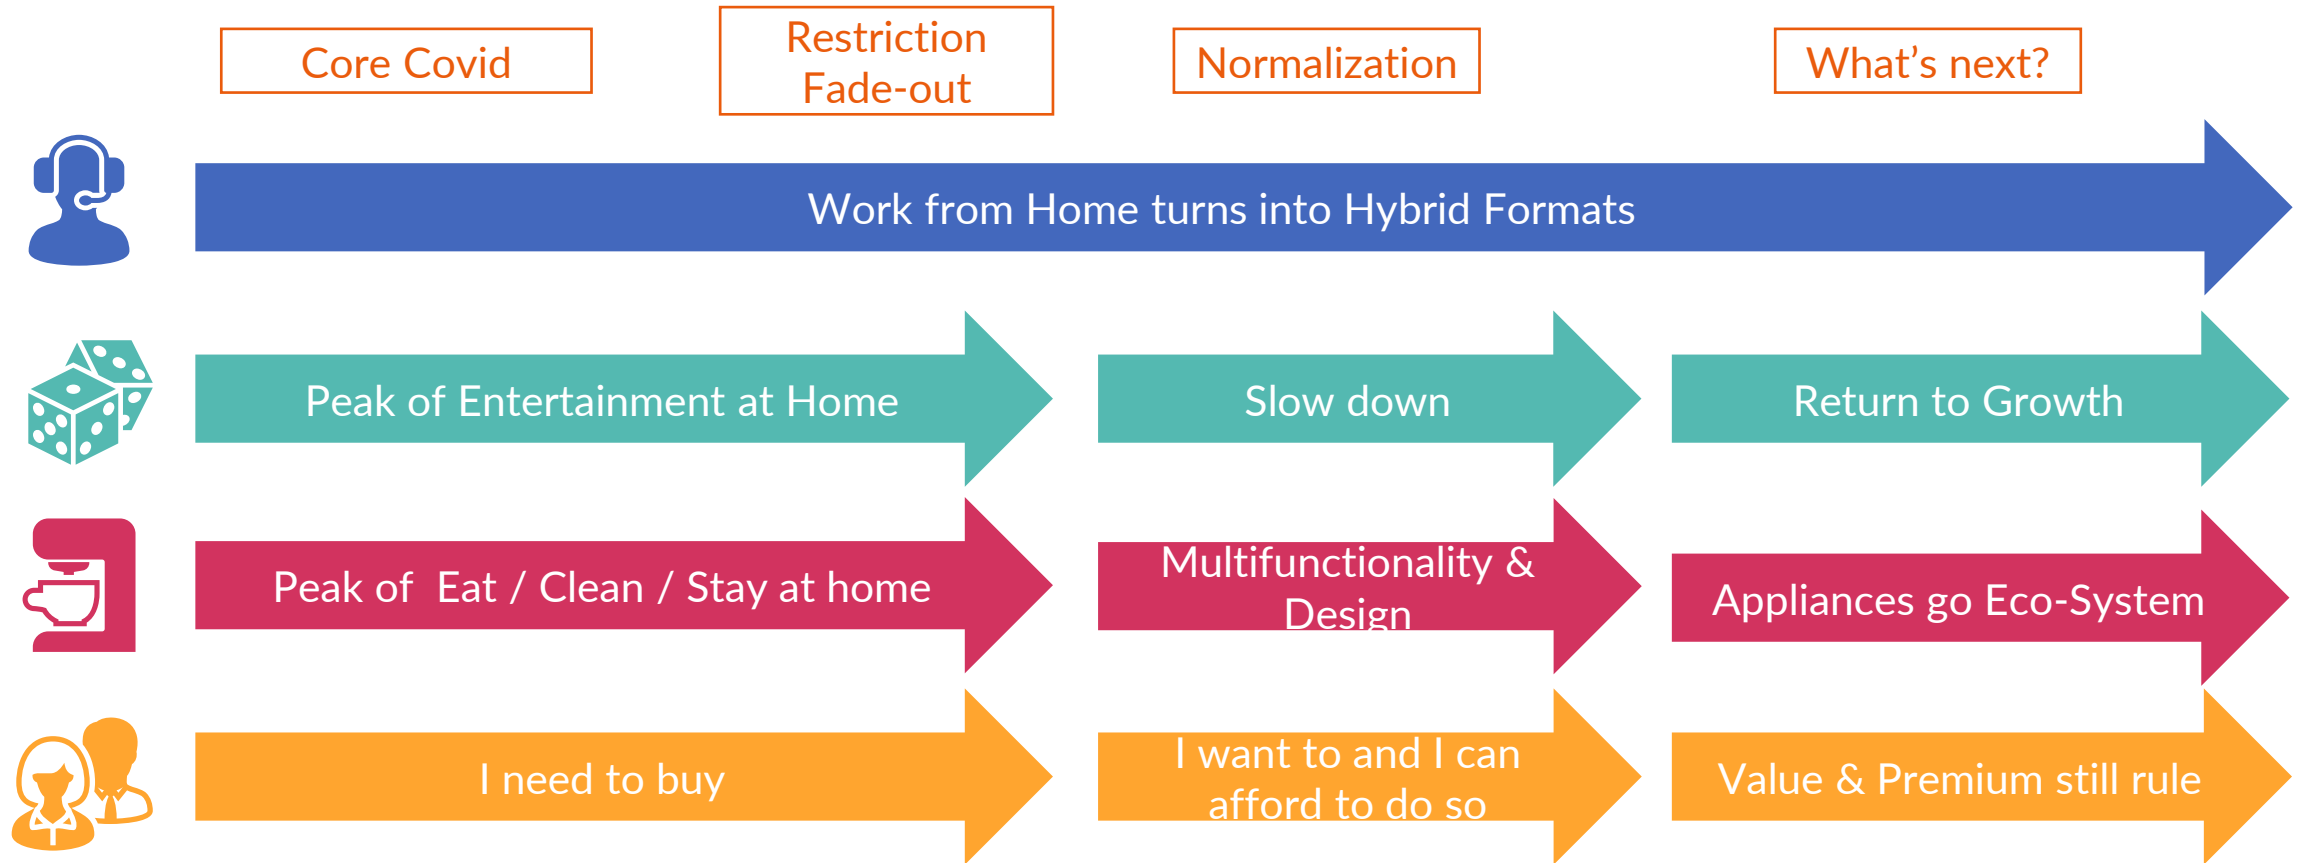 Core Covid
Restriction
Fade-out
Normalization
What’s next?
Work from Home turns into Hybrid Formats
Peak of Entertainment at Home
Slow down
Return to Growth
Peak of  Eat / Clean / Stay at home
Multifunctionality &
Design
Appliances go Eco-System
I need to buy
I want to and I can
afford to do so
Value & Premium still rule